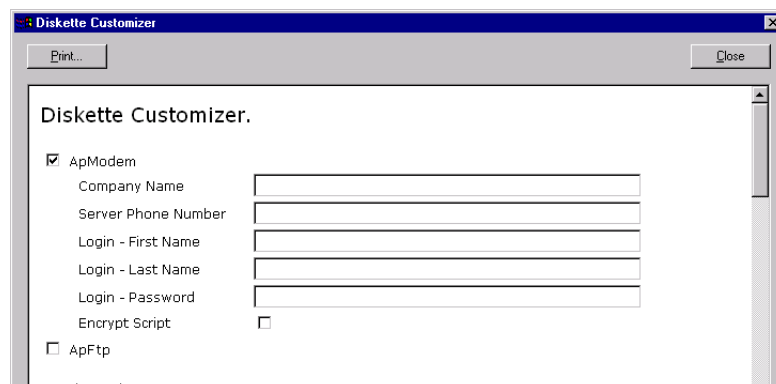 Diskette Customizer
Print...
Close
Diskette Customizer.
ApModem
Company Name
Server Phone Number
Login - First Name
Login - Last Name
Login - Password
Encrypt Script
ApFtp